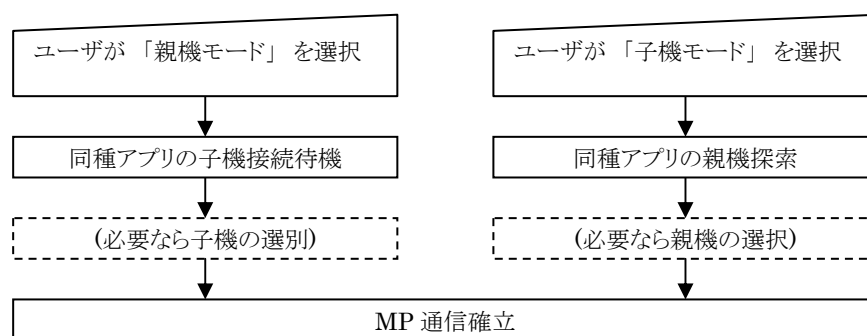 ユーザが 「親機モード」 を選択
ユーザが 「子機モード」 を選択
同種アプリの子機接続待機
同種アプリの親機探索
(必要なら子機の選別)
(必要なら親機の選択)
MP 通信確立